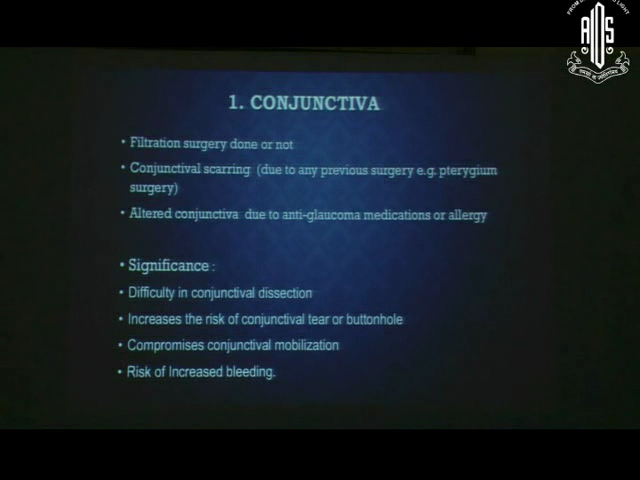 AIOS
1. CONJUNCTIVA
• Filtration surgery done or not
• Conjunctival scarring (due to any previous surgery e.g. pterygium
surgery)
• Altered conjunctiva due to anti-glaucoma medications or allergy
• Significance :
• Difficulty in conjunctival dissection
• Increases the risk of conjunctival tear or buttonhole
• Compromises conjunctival mobilization
• Risk of Increased bleeding.